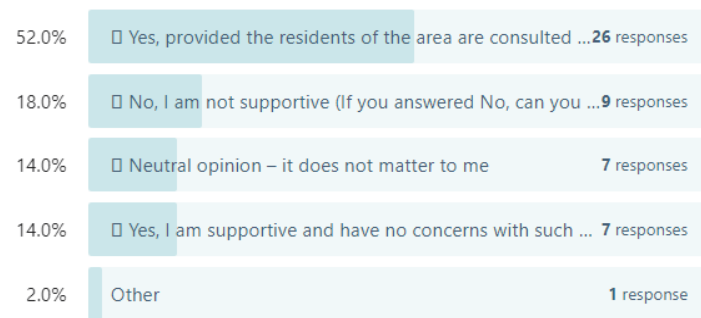 52.0% ▯ Yes, provided the residents of the area are consulted ... 26 responses
18.0% ▯ No, I am not supportive (If you answered No, can you ... 9 responses
14.0% ▯ Neutral opinion – it does not matter to me 7 responses
14.0% ▯ Yes, I am supportive and have no concerns with such ... 7 responses
2.0% Other 1 response